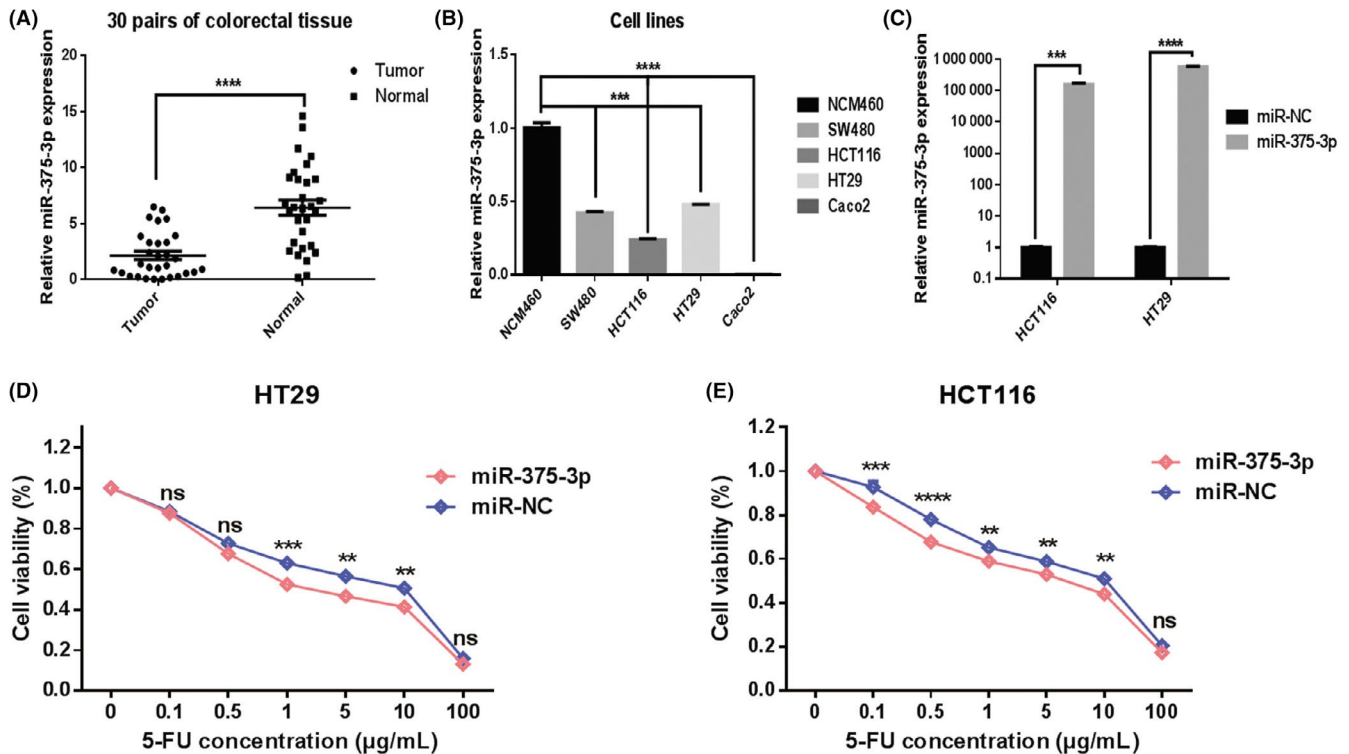 (A)
30 pairs of colorectal tissue
Relative miR-375-3p expression
20
15
10
5
0
****
Tumor
Normal
Tumor
Normal
(B)
Cell lines
Relative miR-375-3p expression
1.5
1.0
0.5
0.0
****
***
NCM460
SW480
HCT116
HT29
Caco2
NCM460
SW480
HCT116
HT29
Caco2
(C)
Relative miR-375-3p expression
1 000 000
100 000
10 000
1000
100
10
1
0.1
***
****
HCT116
HT29
miR-NC
miR-375-3p
(D)
HT29
Cell viability (%)
1.2
1.0
0.8
0.6
0.4
0.2
0.0
ns
ns
***
**
**
ns
miR-375-3p
miR-NC
0 0.1 0.5 1 5 10 100
5-FU concentration (µg/mL)
(E)
HCT116
Cell viability (%)
1.2
1.0
0.8
0.6
0.4
0.2
0.0
***
****
**
**
**
ns
miR-375-3p
miR-NC
0 0.1 0.5 1 5 10 100
5-FU concentration (µg/mL)